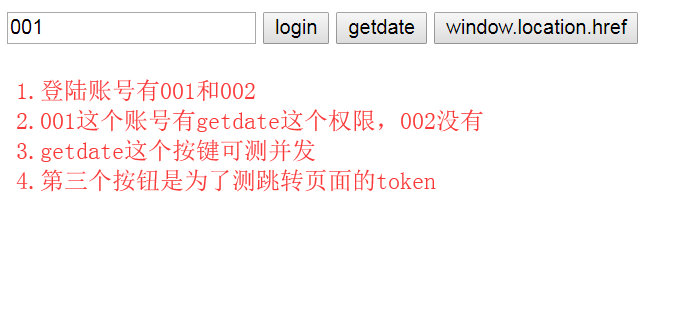 001 login getdate window.location.href
1.登陆账号有001和002
2.001这个账号有getdate这个权限，002没有
3.getdate这个按键可测并发
4.第三个按钮是为了测跳转页面的token